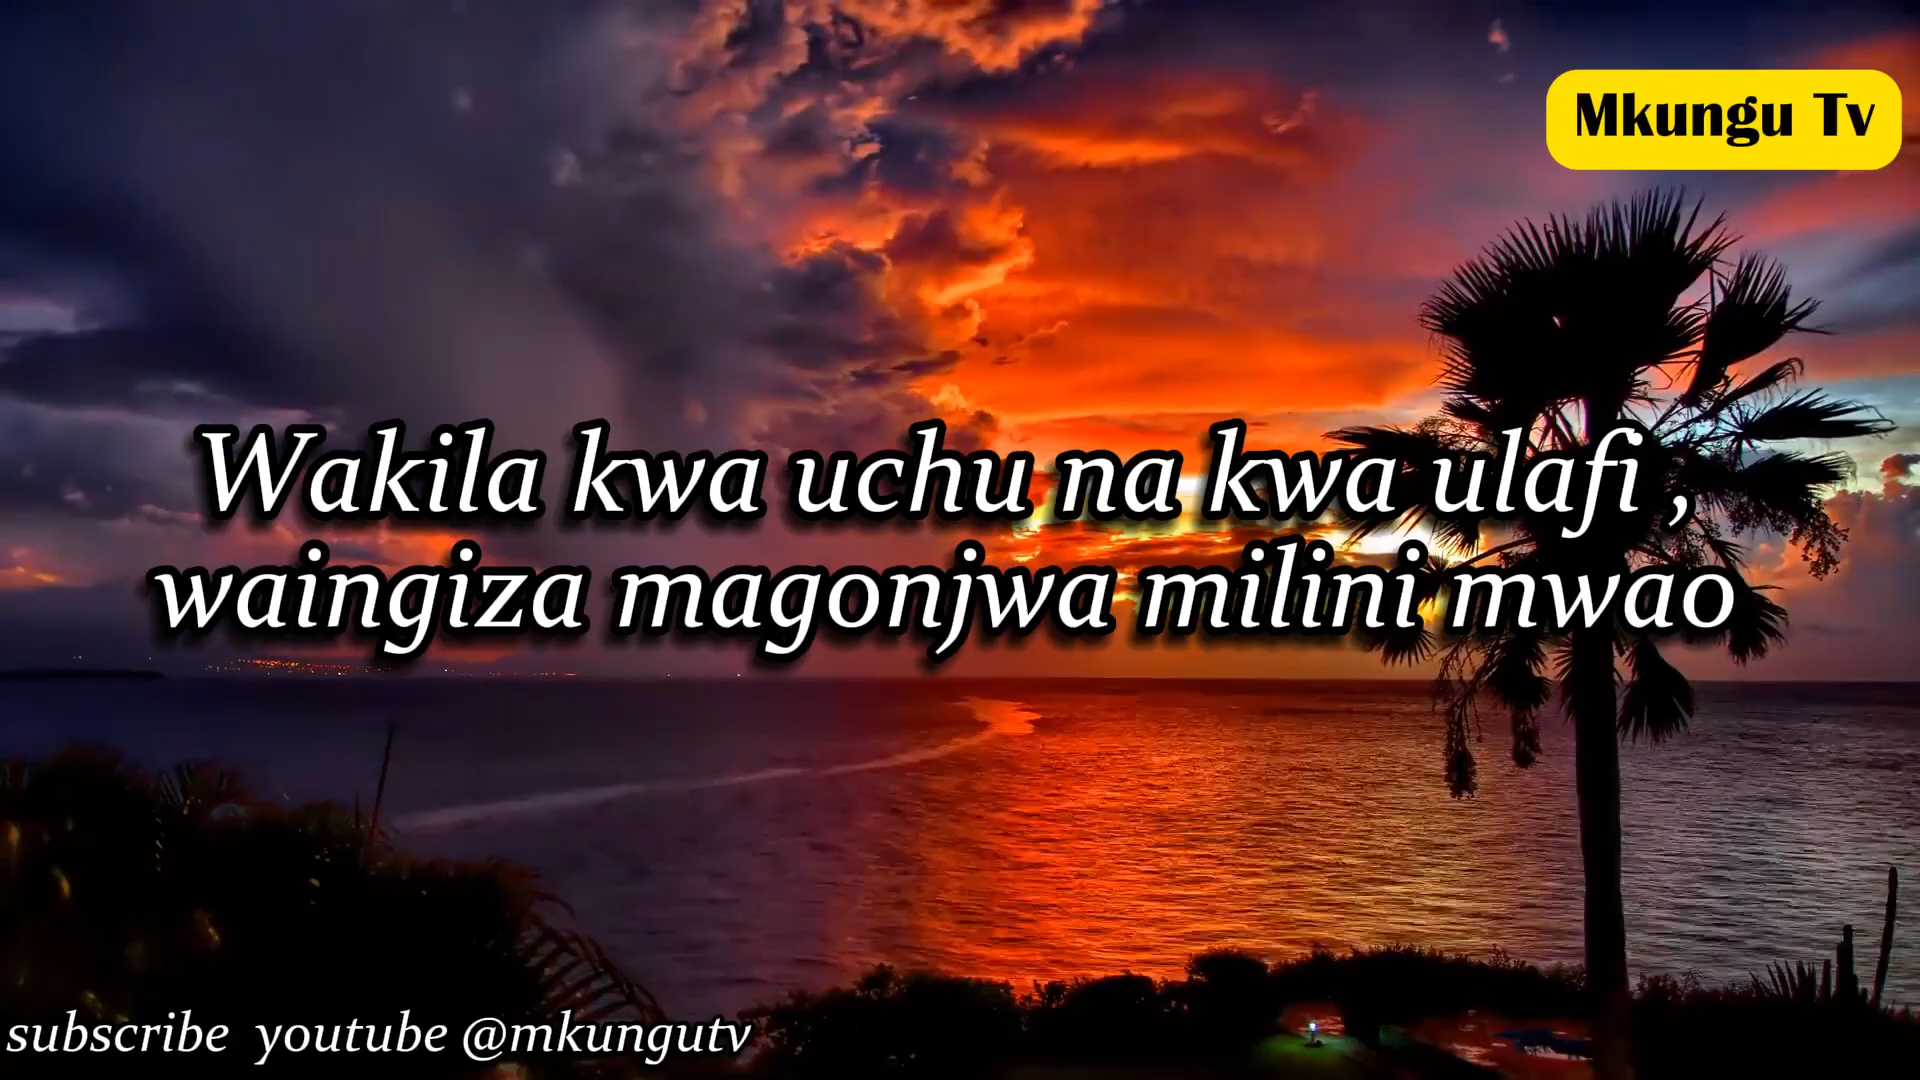 Mkungu Tv
Wakila kwa uchu na kwa ulafi ,
waingiza magonjwa milini mwao
subscribe youtube @mkungutv